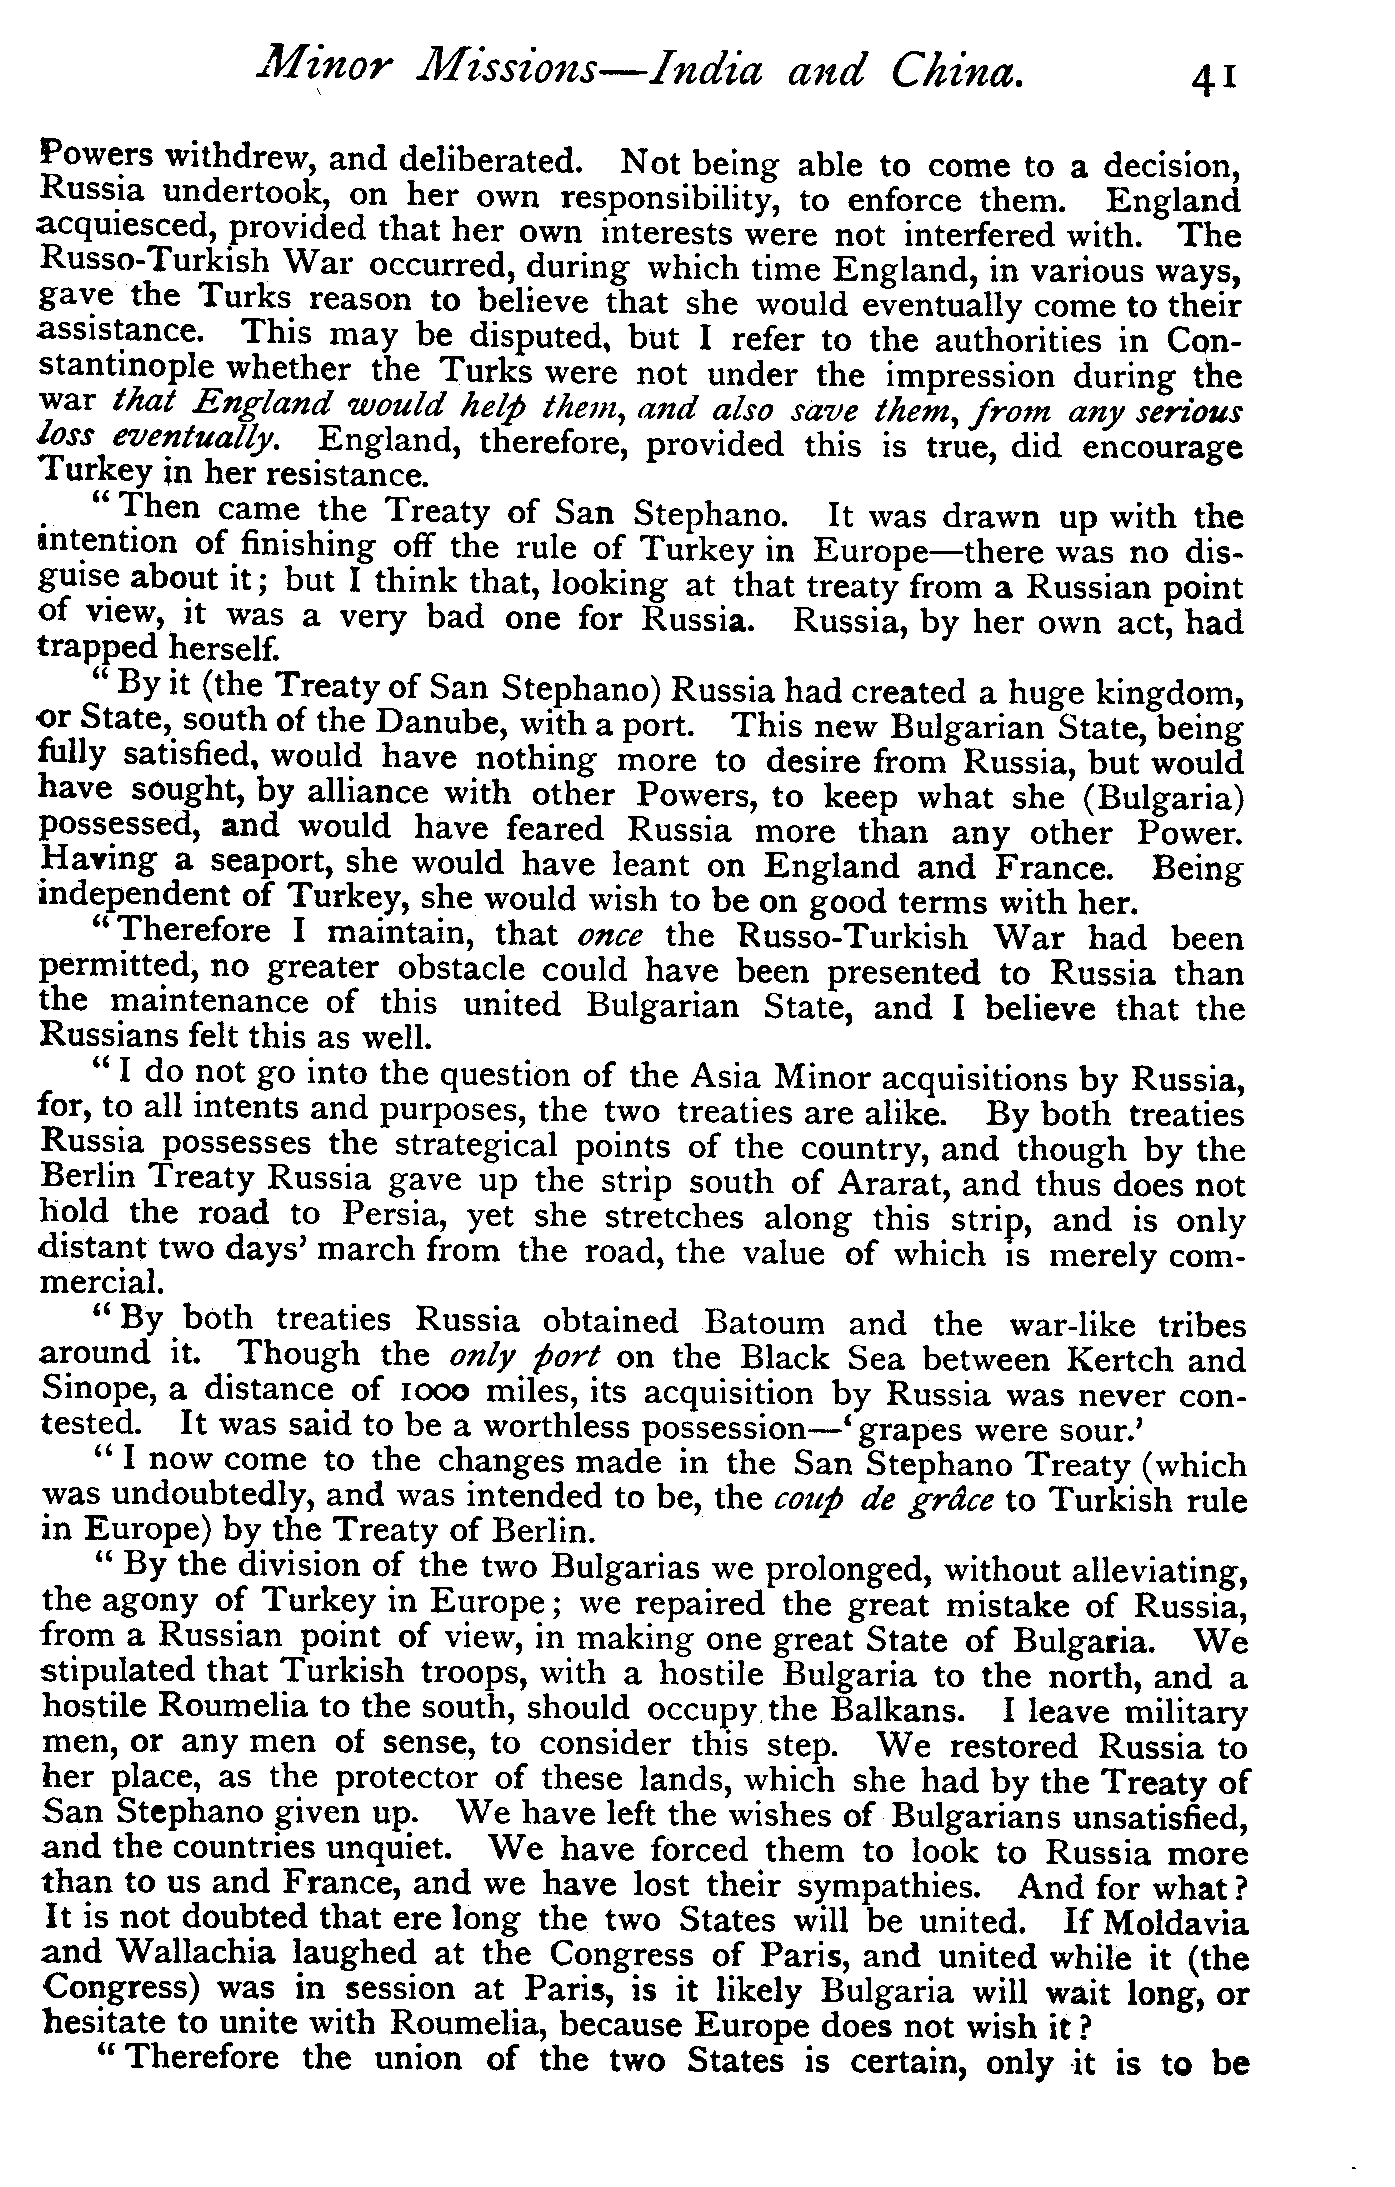 Minor Missions—India and China. 41
Powers withdrew, and deliberated. Not being able to come to a decision,
Russia undertook, on her own responsibility, to enforce them. England
acquiesced, provided that her own interests were not interfered with. The
Russo-Turkish War occurred, during which time England, in various ways,
gave the Turks reason to believe that she would eventually come to their
assistance. This may be disputed, but I refer to the authorities in Con-
stantinople whether the Turks were not under the impression during the
war that England would help them, and also save them, from any serious
loss eventually. England, therefore, provided this is true, did encourage
Turkey in her resistance.
“Then came the Treaty of San Stephano. It was drawn up with the
intention of finishing off the rule of Turkey in Europe—there was no dis-
guise about it; but I think that, looking at that treaty from a Russian point
of view, it was a very bad one for Russia. Russia, by her own act, had
trapped herself.
“By it (the Treaty of San Stephano) Russia had created a huge kingdom,
or State, south of the Danube, with a port. This new Bulgarian State, being
fully satisfied, would have nothing more to desire from Russia, but would
have sought, by alliance with other Powers, to keep what she (Bulgaria)
possessed, and would have feared Russia more than any other Power.
Having a seaport, she would have leant on England and France. Being
independent of Turkey, she would wish to be on good terms with her.
“Therefore I maintain, that once the Russo-Turkish War had been
permitted, no greater obstacle could have been presented to Russia than
the maintenance of this united Bulgarian State, and I believe that the
Russians felt this as well.
“I do not go into the question of the Asia Minor acquisitions by Russia,
for, to all intents and purposes, the two treaties are alike. By both treaties
Russia possesses the strategical points of the country, and though by the
Berlin Treaty Russia gave up the strip south of Ararat, and thus does not
hold the road to Persia, yet she stretches along this strip, and is only
distant two days’ march from the road, the value of which is merely com-
mercial.
“By both treaties Russia obtained Batoum and the war-like tribes
around it. Though the only port on the Black Sea between Kertch and
Sinope, a distance of 1000 miles, its acquisition by Russia was never con-
tested. It was said to be a worthless possession—‘grapes were sour.’
“I now come to the changes made in the San Stephano Treaty (which
was undoubtedly, and was intended to be, the coup de grâce to Turkish rule
in Europe) by the Treaty of Berlin.
“By the division of the two Bulgarias we prolonged, without alleviating,
the agony of Turkey in Europe; we repaired the great mistake of Russia,
from a Russian point of view, in making one great State of Bulgaria. We
stipulated that Turkish troops, with a hostile Bulgaria to the north, and a
hostile Roumelia to the south, should occupy the Balkans. I leave military
men, or any men of sense, to consider this step. We restored Russia to
her place, as the protector of these lands, which she had by the Treaty of
San Stephano given up. We have left the wishes of Bulgarians unsatisfied,
and the countries unquiet. We have forced them to look to Russia more
than to us and France, and we have lost their sympathies. And for what?
It is not doubted that ere long the two States will be united. If Moldavia
and Wallachia laughed at the Congress of Paris, and united while it (the
Congress) was in session at Paris, is it likely Bulgaria will wait long, or
hesitate to unite with Roumelia, because Europe does not wish it?
“Therefore the union of the two States is certain, only it is to be